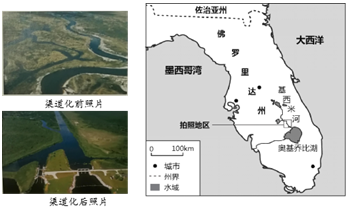 渠道化前照片
渠道化后照片
佐治亚州
大西洋
墨西哥湾
佛罗里达州
基西米河
拍照地区
奥基乔比湖
0 100km
城市
州界
水域